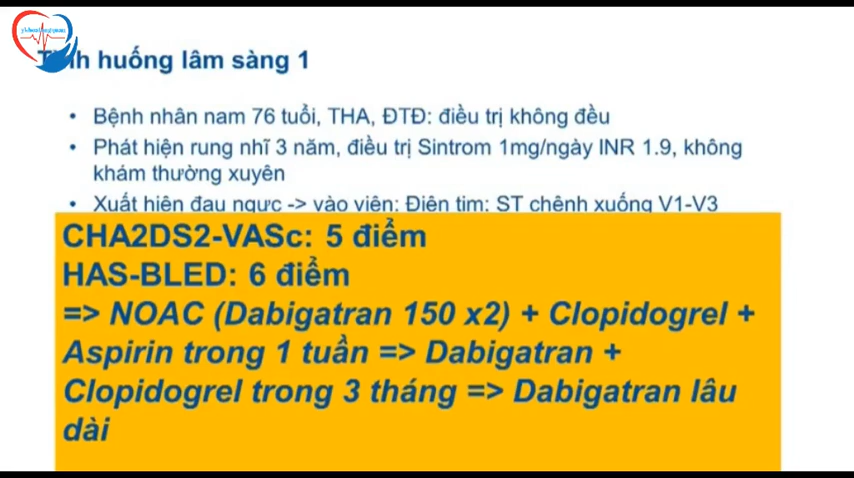 Tình huống lâm sàng 1
• Bệnh nhân nam 76 tuổi, THA, ĐTĐ: điều trị không đều
• Phát hiện rung nhĩ 3 năm, điều trị Sintrom 1mg/ngày INR 1.9, không
khám thường xuyên
• Xuất hiện đau ngực -> vào viện: Điện tim: ST chênh xuống V1-V3
CHA2DS2-VASc: 5 điểm
HAS-BLED: 6 điểm
=> NOAC (Dabigatran 150 x2) + Clopidogrel +
Aspirin trong 1 tuần => Dabigatran +
Clopidogrel trong 3 tháng => Dabigatran lâu
dài